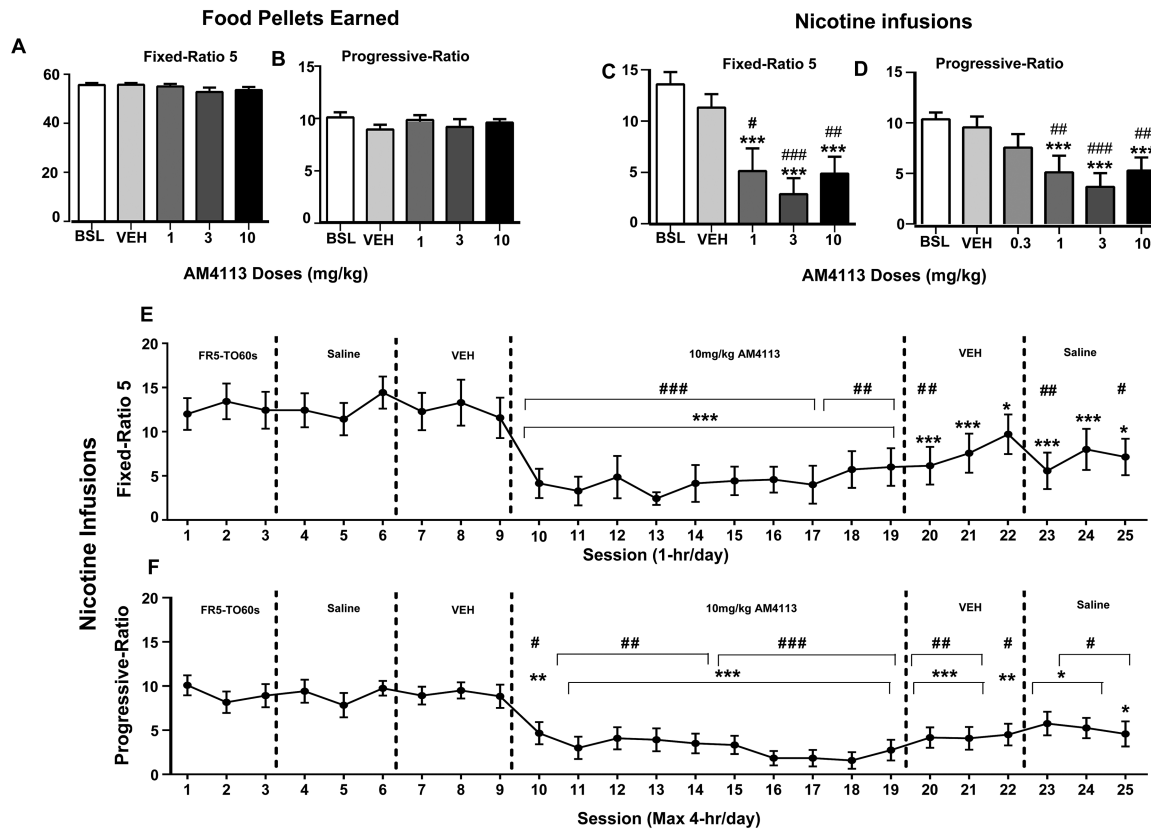 Food Pellets Earned
Nicotine infusions
A
Fixed-Ratio 5
60
40
20
0
BSL VEH 1 3 10
B
Progressive-Ratio
15
10
5
0
BSL VEH 1 3 10
AM4113 Doses (mg/kg)
C
Fixed-Ratio 5
15
10
5
0
#
***
###
***
##
***
BSL VEH 1 3 10
D
Progressive-Ratio
15
10
5
0
##
***
###
***
##
***
BSL VEH 0.3 1 3 10
AM4113 Doses (mg/kg)
Nicotine Infusions
E
Fixed-Ratio 5
20
15
10
5
0
FR5-TO60s Saline VEH 10mg/kg AM4113 VEH Saline
### ## ## ## #
*** *** *** * *** *** *
1 2 3 4 5 6 7 8 9 10 11 12 13 14 15 16 17 18 19 20 21 22 23 24 25
Session (1-hr/day)
F
Progressive-Ratio
20
15
10
5
0
FR5-TO60s Saline VEH 10mg/kg AM4113 VEH Saline
# ## ### ## # #
** *** *** ** * *
1 2 3 4 5 6 7 8 9 10 11 12 13 14 15 16 17 18 19 20 21 22 23 24 25
Session (Max 4-hr/day)